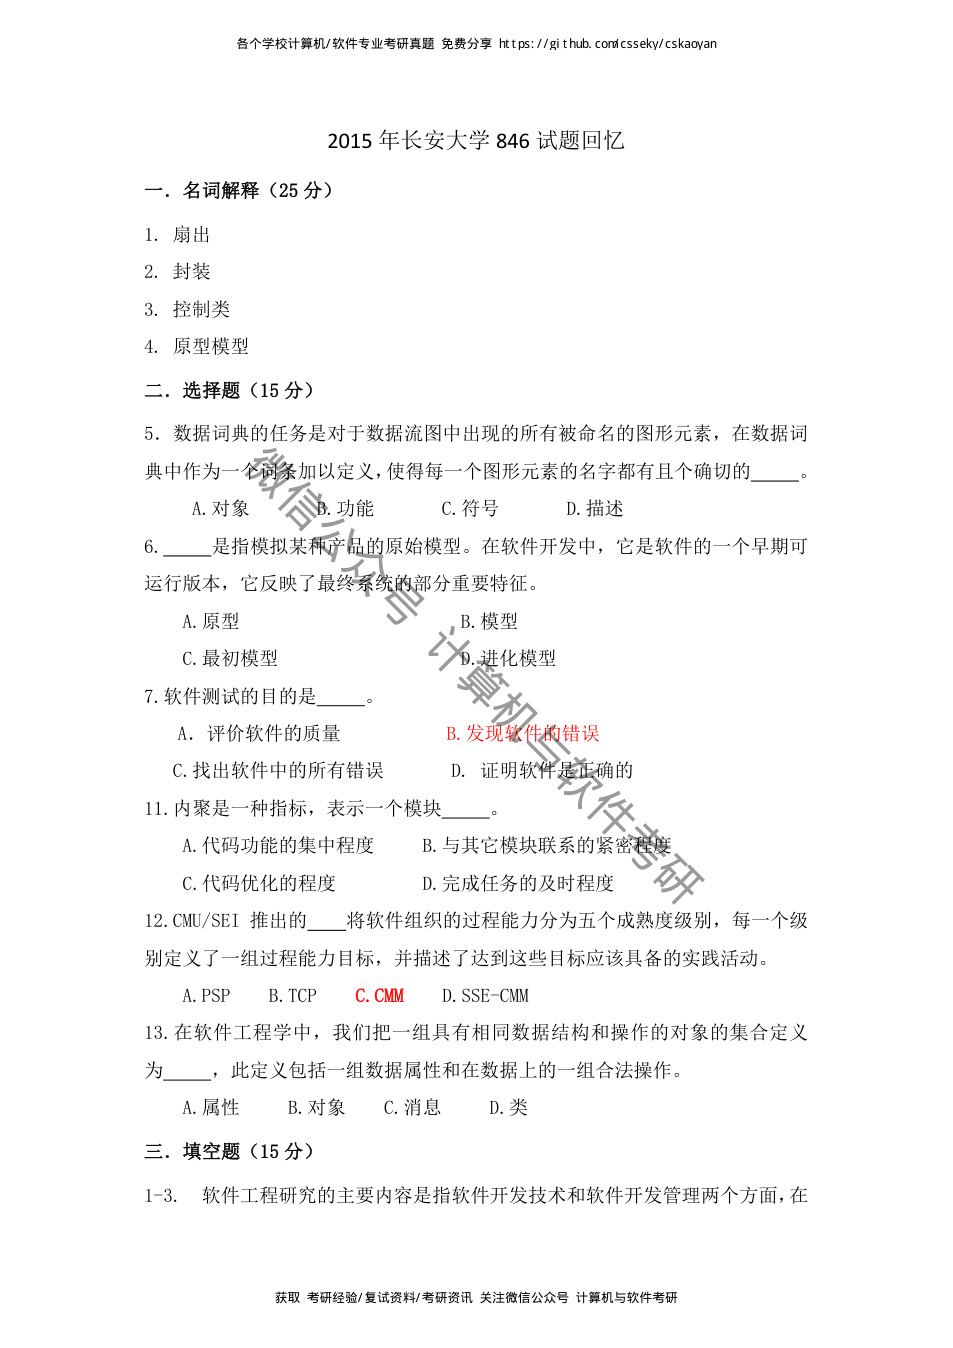 各个学校计算机/软件专业考研真题 免费分享 https://github.com/csseky/cskaoyan
2015 年长安大学 846 试题回忆
一. 名词解释（25 分）
1. 扇出
2. 封装
3. 控制类
4. 原型模型
二. 选择题（15 分）
5. 数据词典的任务是对于数据流图中出现的所有被命名的图形元素，在数据词
典中作为一个词条加以定义，使得每一个图形元素的名字都有且个确切的_____。
A.对象 B.功能 C.符号 D.描述
6._____是指模拟某种产品的原始模型。在软件开发中，它是软件的一个早期可
运行版本，它反映了最终系统的部分重要特征。
A.原型 B.模型
C.最初模型 D.进化模型
7.软件测试的目的是_____。
A. 评价软件的质量 B.发现软件的错误
C.找出软件中的所有错误 D. 证明软件是正确的
11.内聚是一种指标，表示一个模块_____。
A.代码功能的集中程度 B.与其它模块联系的紧密程度
C.代码优化的程度 D.完成任务的及时程度
12.CMU/SEI 推出的____将软件组织的过程能力分为五个成熟度级别，每一个级
别定义了一组过程能力目标，并描述了达到这些目标应该具备的实践活动。
A.PSP B.TCP C.CMM D.SSE-CMM
13.在软件工程学中，我们把一组具有相同数据结构和操作的对象的集合定义
为_____，此定义包括一组数据属性和在数据上的一组合法操作。
A.属性 B.对象 C.消息 D.类
三. 填空题（15 分）
1-3. 软件工程研究的主要内容是指软件开发技术和软件开发管理两个方面，在
微信公众号 计算机与软件考研
获取 考研经验/复试资料/考研资讯 关注微信公众号 计算机与软件考研